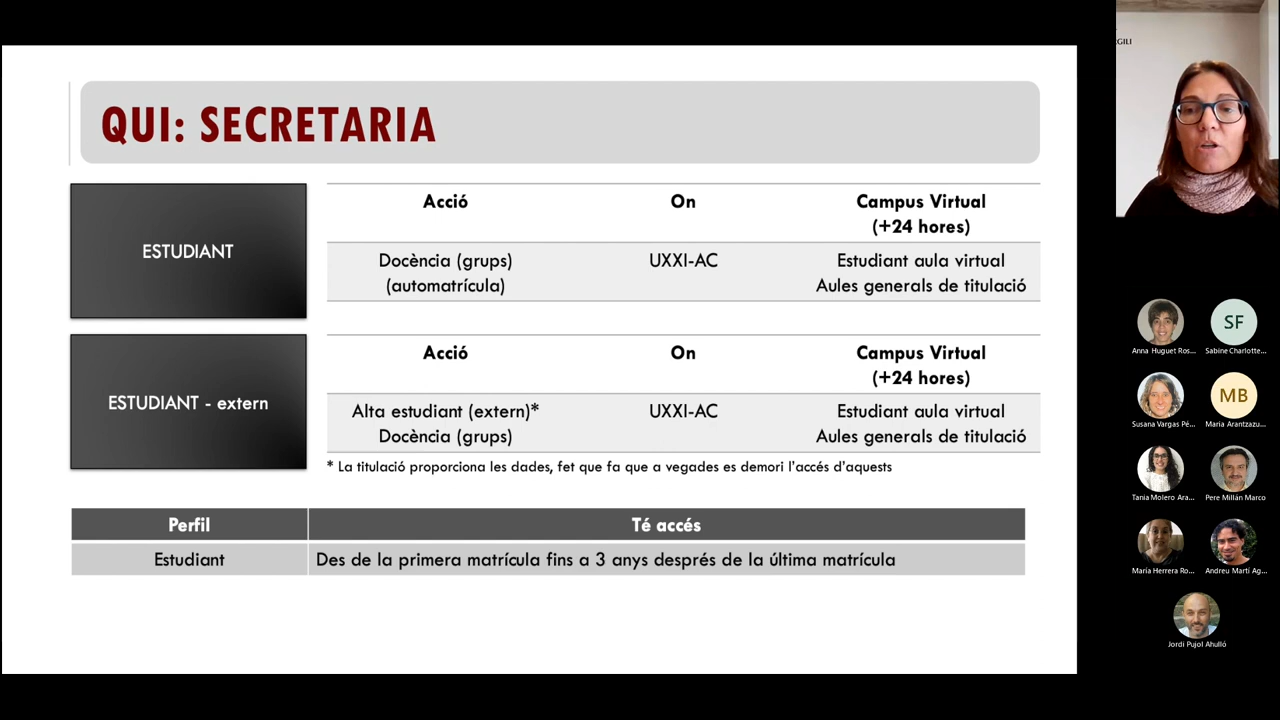 QUI: SECRETARIA
ESTUDIANT
Acció
On
Campus Virtual
(+24 hores)
Docència (grups)
(automatrícula)
UXXI-AC
Estudiant aula virtual
Aules generals de titulació
ESTUDIANT - extern
Acció
On
Campus Virtual
(+24 hores)
Alta estudiant (extern)*
Docència (grups)
UXXI-AC
Estudiant aula virtual
Aules generals de titulació
* La titulació proporciona les dades, fet que fa que a vegades es demori l'accés d'aquests
Perfil
Té accés
Estudiant
Des de la primera matrícula fins a 3 anys després de la última matrícula
GILI
Anna Huguet Ros...
SF
Sabine Charlotte...
Susana Vargas Pé...
MB
Maria Arantzazu...
Tania Molero Ara...
Pere Millán Marco
María Herrera Ro...
Andreu Martí Ag...
Jordi Pujol Ahulló